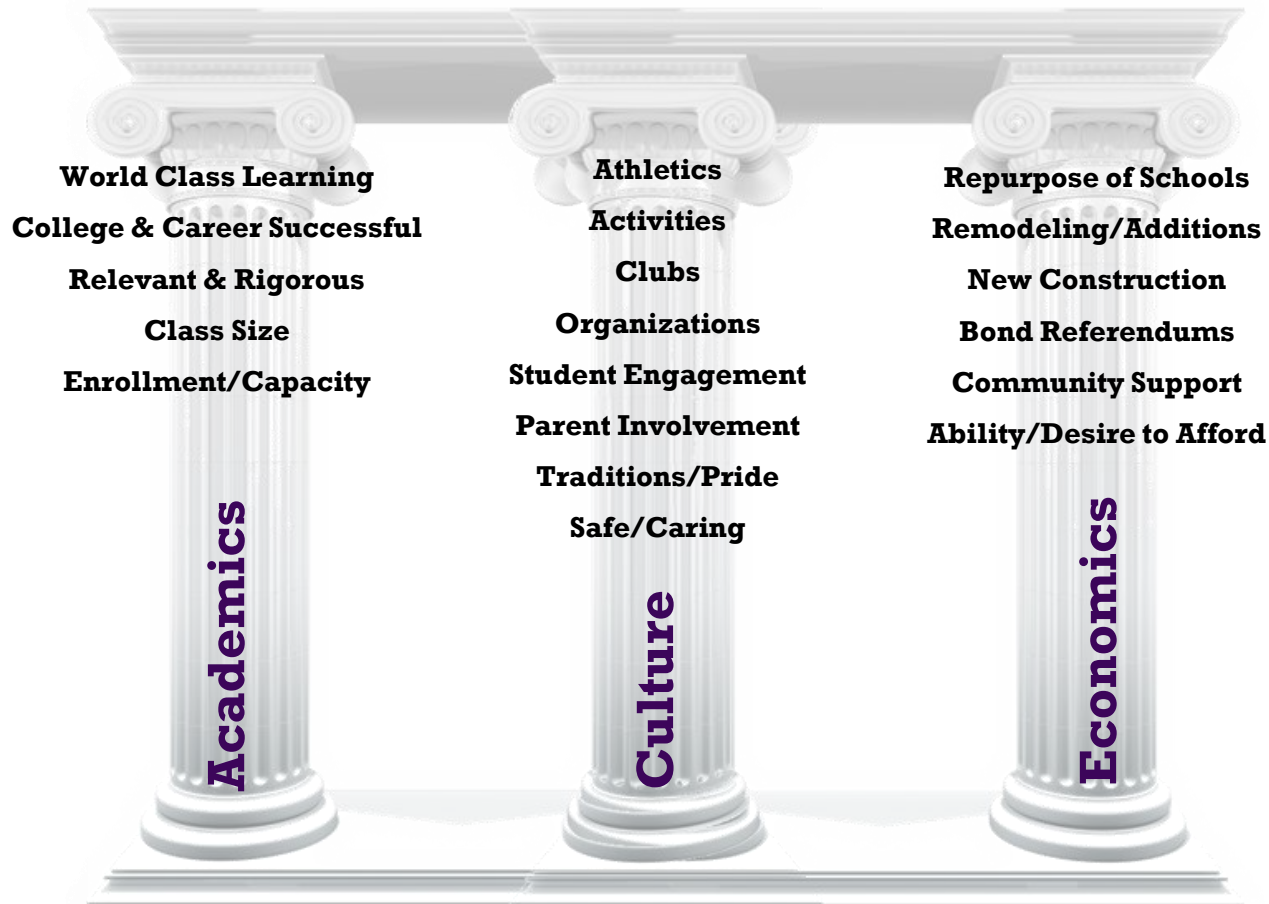 World Class Learning
College & Career Successful
Relevant & Rigorous
Class Size
Enrollment/Capacity
Academics
Athletics
Activities
Clubs
Organizations
Student Engagement
Parent Involvement
Traditions/Pride
Safe/Caring
Culture
Repurpose of Schools
Remodeling/Additions
New Construction
Bond Referendums
Community Support
Ability/Desire to Afford
Economics